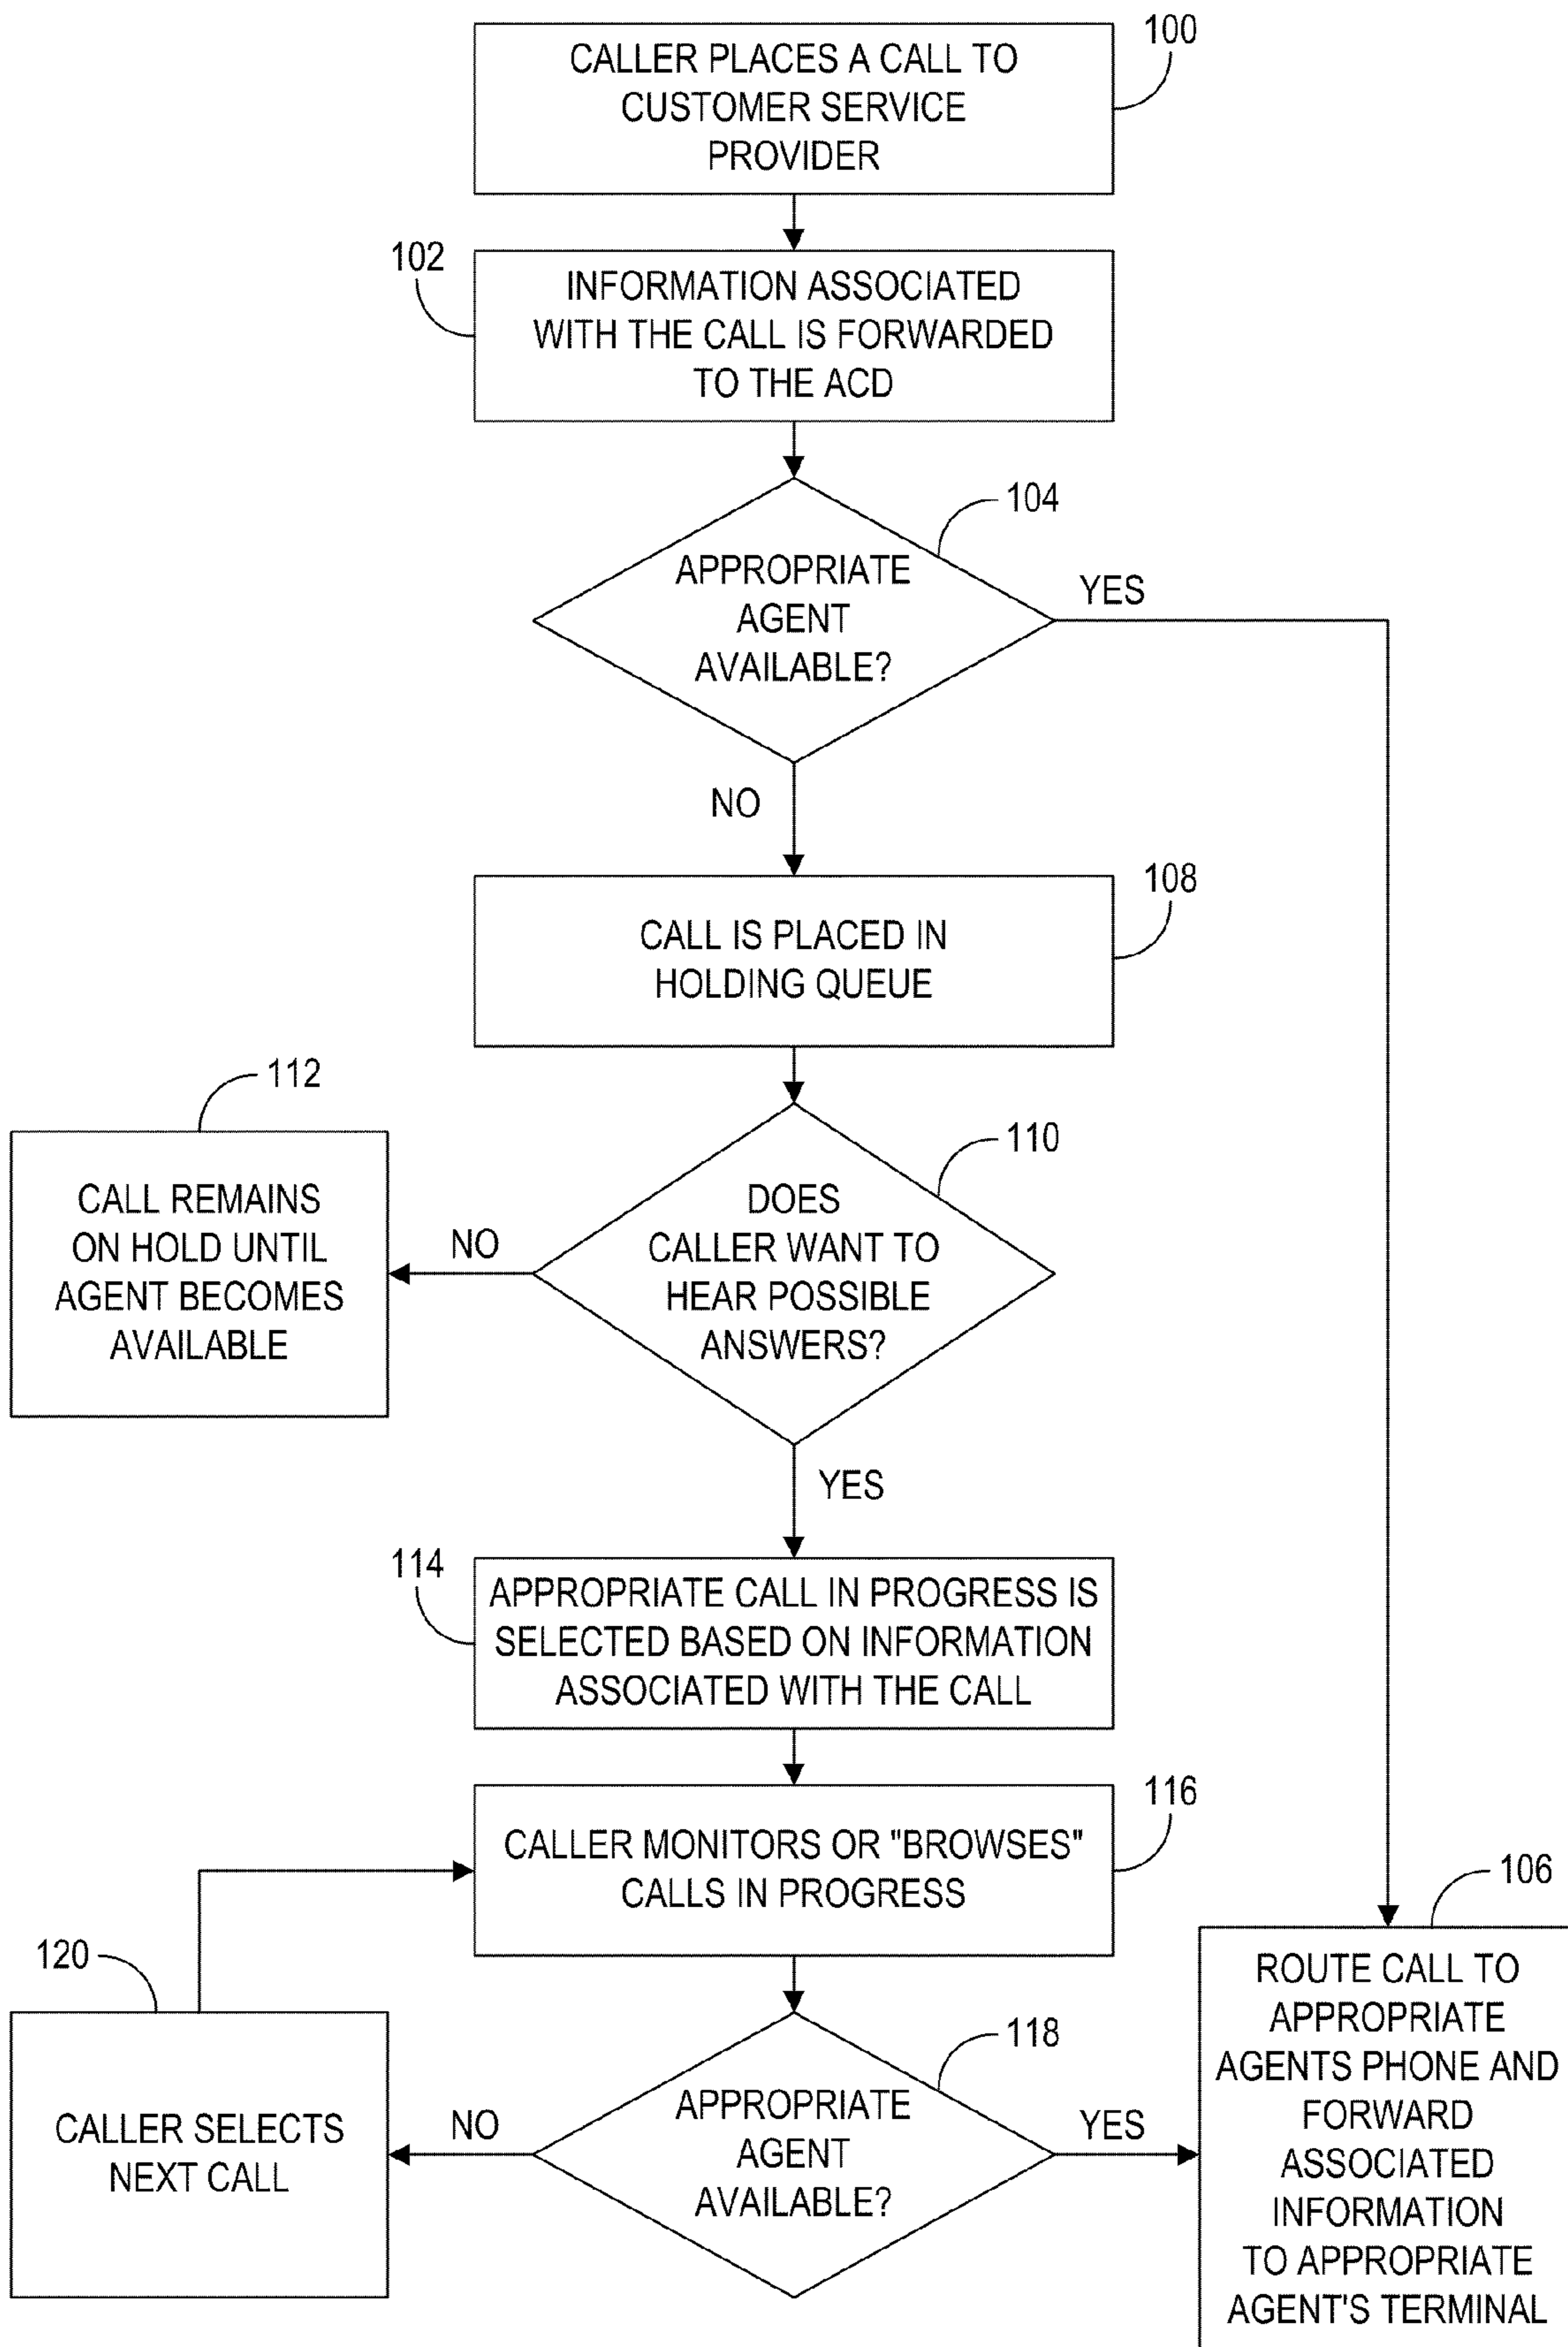 100
CALLER PLACES A CALL TO
CUSTOMER SERVICE
PROVIDER
102
INFORMATION ASSOCIATED
WITH THE CALL IS FORWARDED
TO THE ACD
104
APPROPRIATE
AGENT
AVAILABLE?
YES
NO
108
CALL IS PLACED IN
HOLDING QUEUE
112
CALL REMAINS
ON HOLD UNTIL
AGENT BECOMES
AVAILABLE
NO
110
DOES
CALLER WANT TO
HEAR POSSIBLE
ANSWERS?
YES
114
APPROPRIATE CALL IN PROGRESS IS
SELECTED BASED ON INFORMATION
ASSOCIATED WITH THE CALL
116
CALLER MONITORS OR "BROWSES"
CALLS IN PROGRESS
120
CALLER SELECTS
NEXT CALL
NO
118
APPROPRIATE
AGENT
AVAILABLE?
YES
106
ROUTE CALL TO
APPROPRIATE
AGENTS PHONE AND
FORWARD
ASSOCIATED
INFORMATION
TO APPROPRIATE
AGENT'S TERMINAL